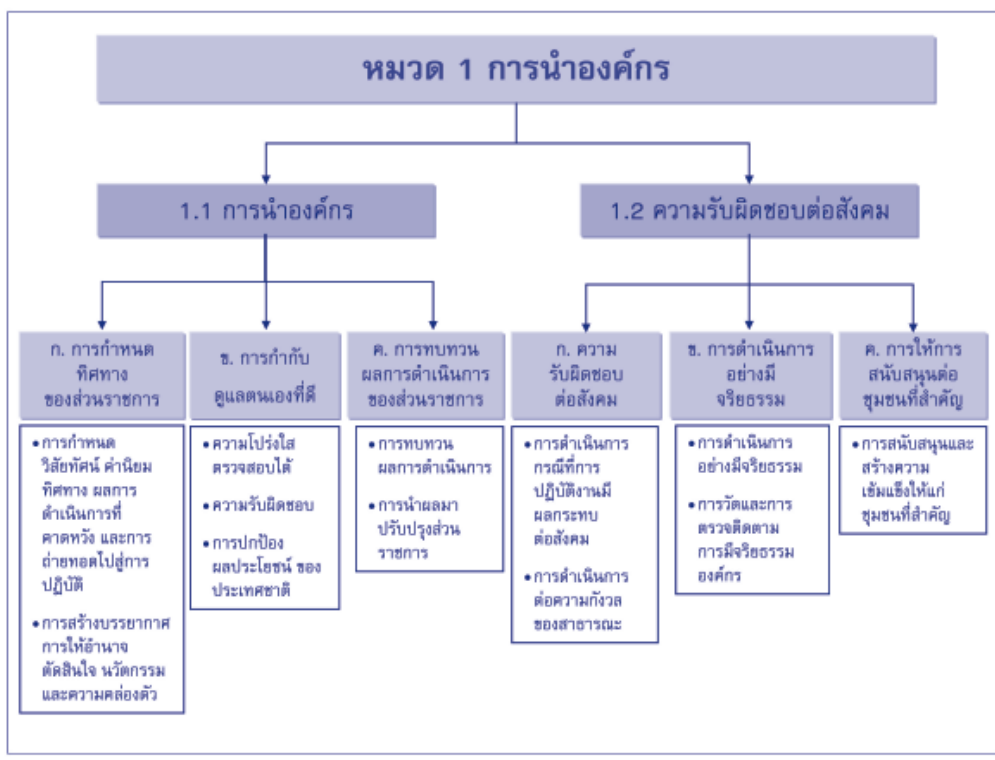 หมวด 1 การนำองค์กร
1.1 การนำองค์กร
1.2 ความรับผิดชอบต่อสังคม
ก. การกำหนด
ทิศทาง
ของส่วนราชการ
ข. การกำกับ
ดูแลตนเองที่ดี
ค. การทบทวน
ผลการดำเนินการ
ของส่วนราชการ
ก. ความ
รับผิดชอบ
ต่อสังคม
ข. การดำเนินการ
อย่างมี
จริยธรรม
ค. การให้การ
สนับสนุนต่อ
ชุมชนที่สำคัญ
•การกำหนด
วิสัยทัศน์ ค่านิยม
ทิศทาง ผลการ
ดำเนินการที่
คาดหวัง และการ
ถ่ายทอดไปสู่การ
ปฏิบัติ
•การสร้างบรรยากาศ
การให้อำนาจ
ตัดสินใจ นวัตกรรม
และความคล่องตัว
•ความโปร่งใส
ตรวจสอบได้
•ความรับผิดชอบ
•การปกป้อง
ผลประโยชน์ ของ
ประเทศชาติ
•การทบทวน
ผลการดำเนินการ
•การนำผลมา
ปรับปรุงส่วน
ราชการ
•การดำเนินการ
กรณีที่การ
ปฏิบัติงานมี
ผลกระทบ
ต่อสังคม
•การดำเนินการ
ต่อความกังวล
ของสาธารณะ
•การดำเนินการ
อย่างมีจริยธรรม
•การวัดและการ
ตรวจติดตาม
การมีจริยธรรม
องค์กร
•การสนับสนุนและ
สร้างความ
เข้มแข็งให้แก่
ชุมชนที่สำคัญ